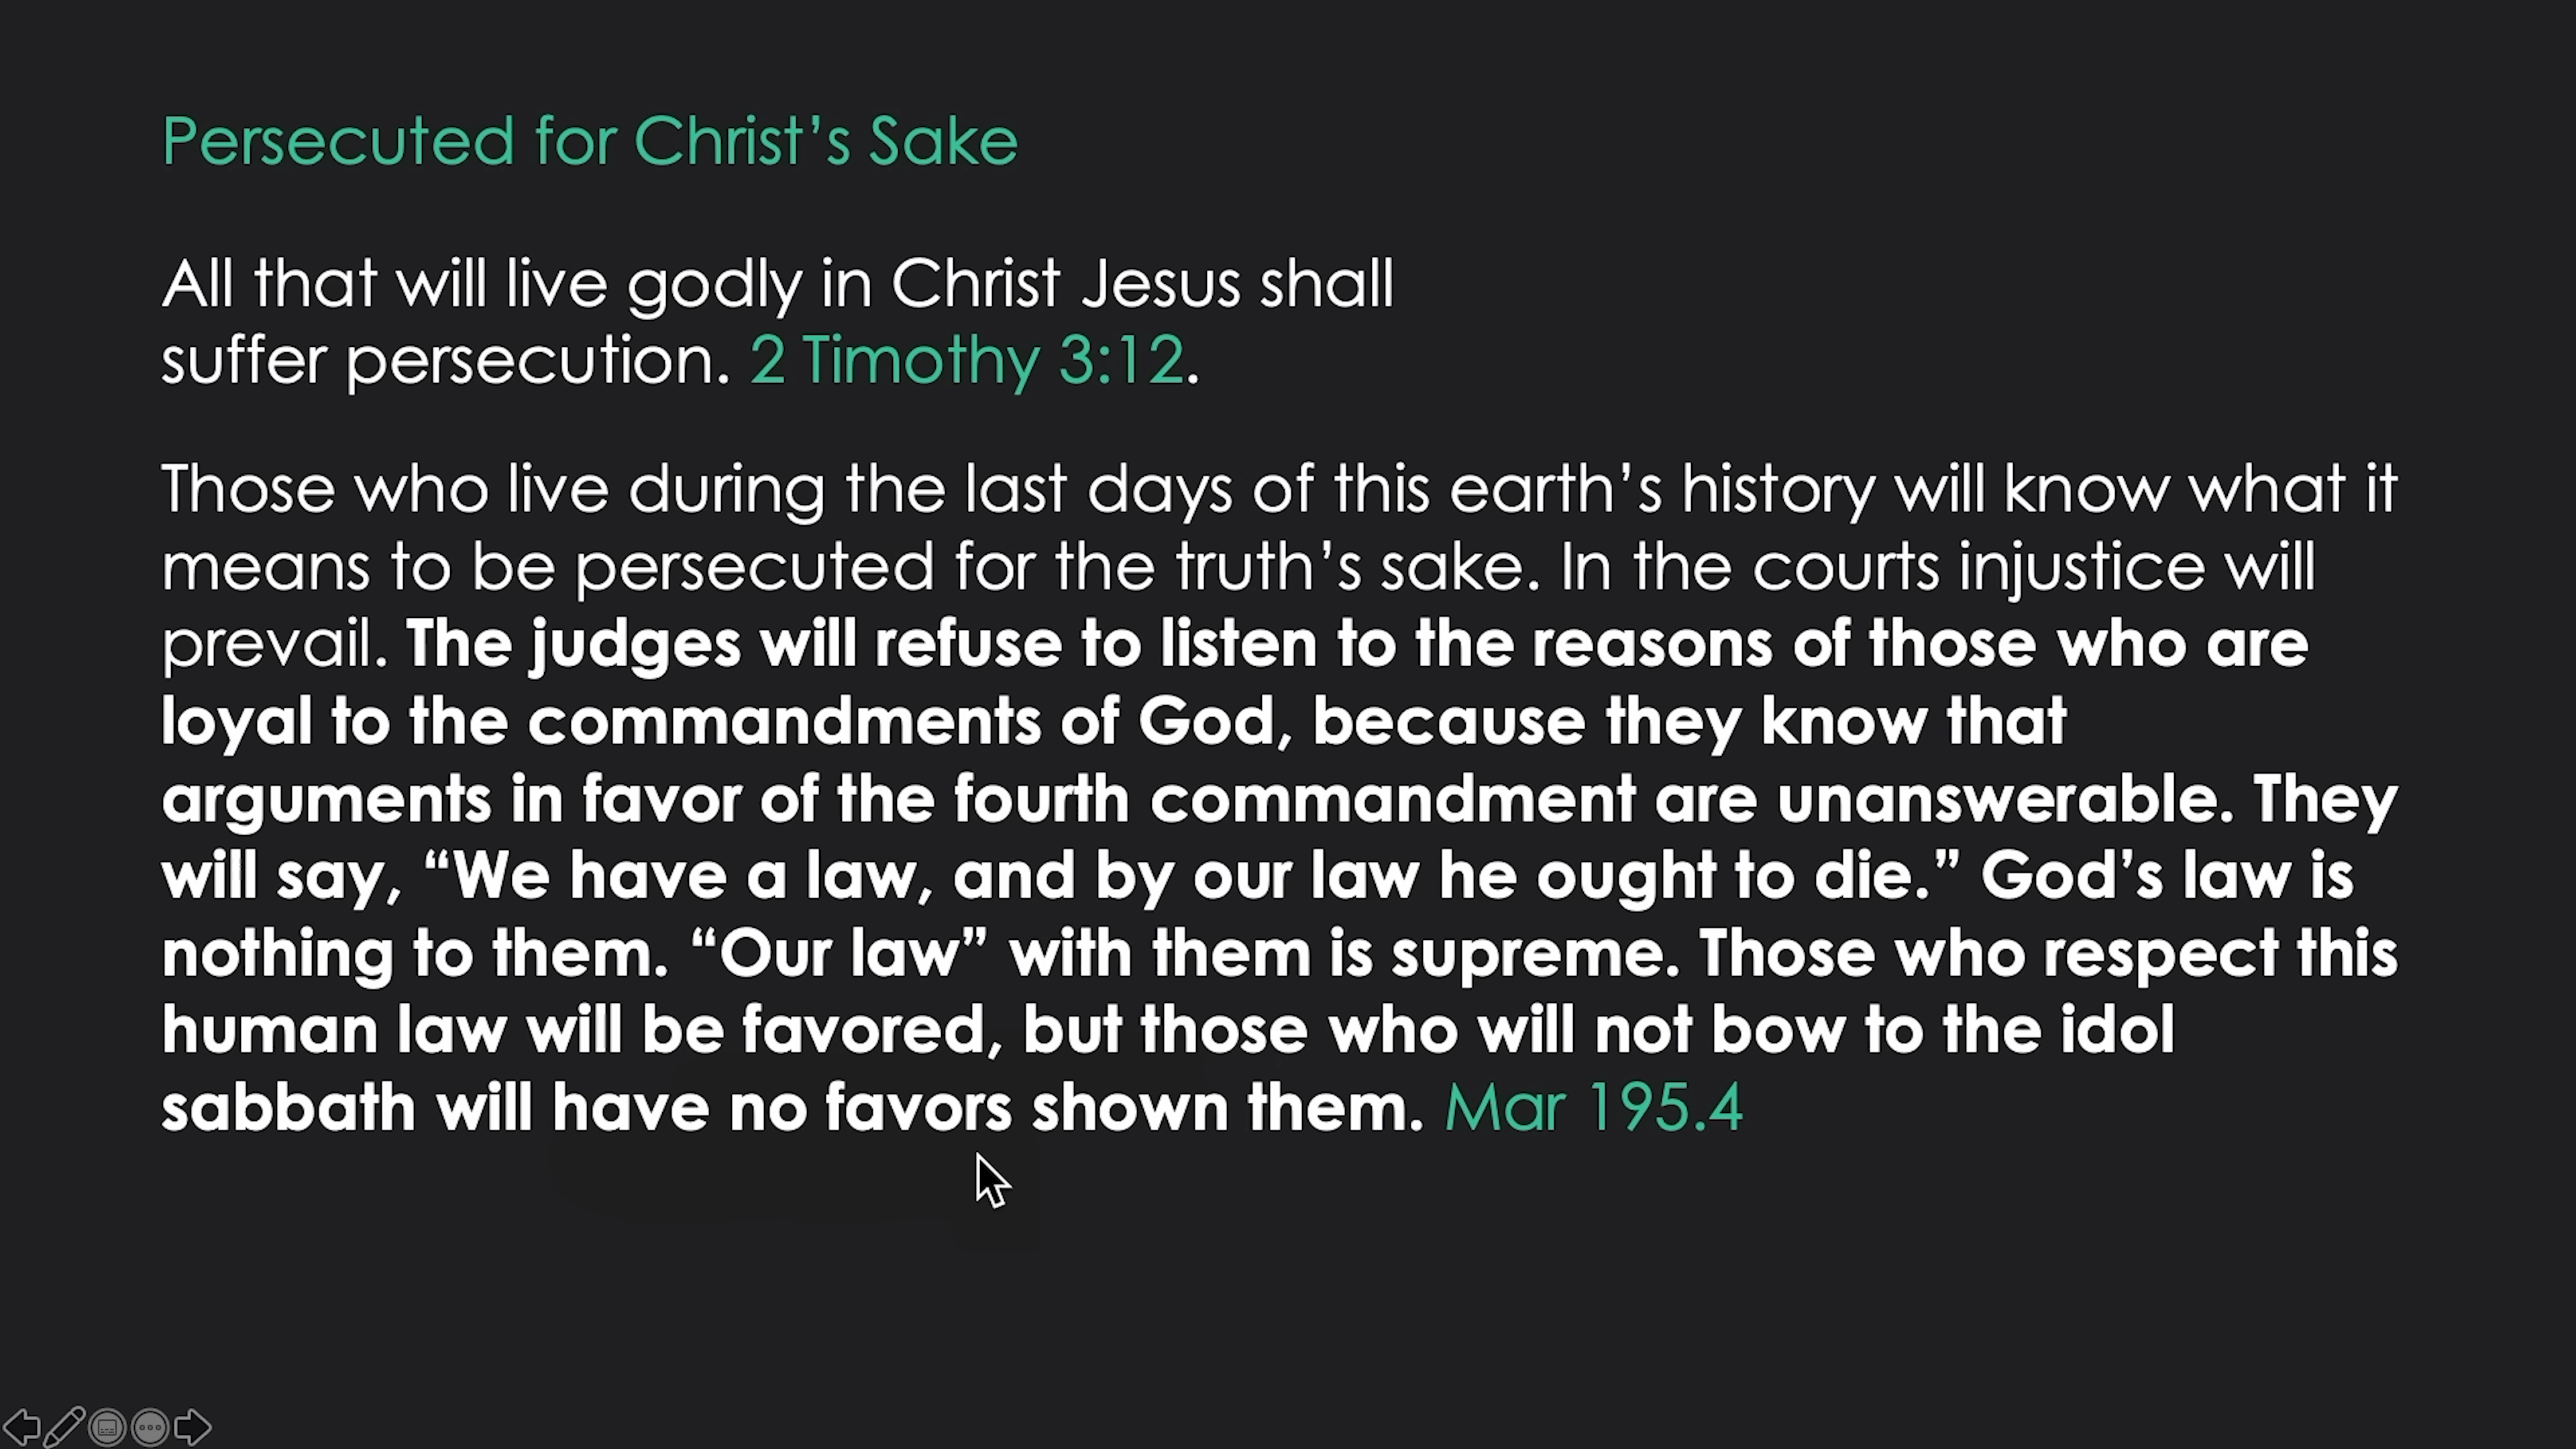 Persecuted for Christ’s Sake
All that will live godly in Christ Jesus shall
suffer persecution. 2 Timothy 3:12.
Those who live during the last days of this earth’s history will know what it
means to be persecuted for the truth’s sake. In the courts injustice will
prevail. The judges will refuse to listen to the reasons of those who are
loyal to the commandments of God, because they know that
arguments in favor of the fourth commandment are unanswerable. They
will say, “We have a law, and by our law he ought to die.” God’s law is
nothing to them. “Our law” with them is supreme. Those who respect this
human law will be favored, but those who will not bow to the idol
sabbath will have no favors shown them. Mar 195.4